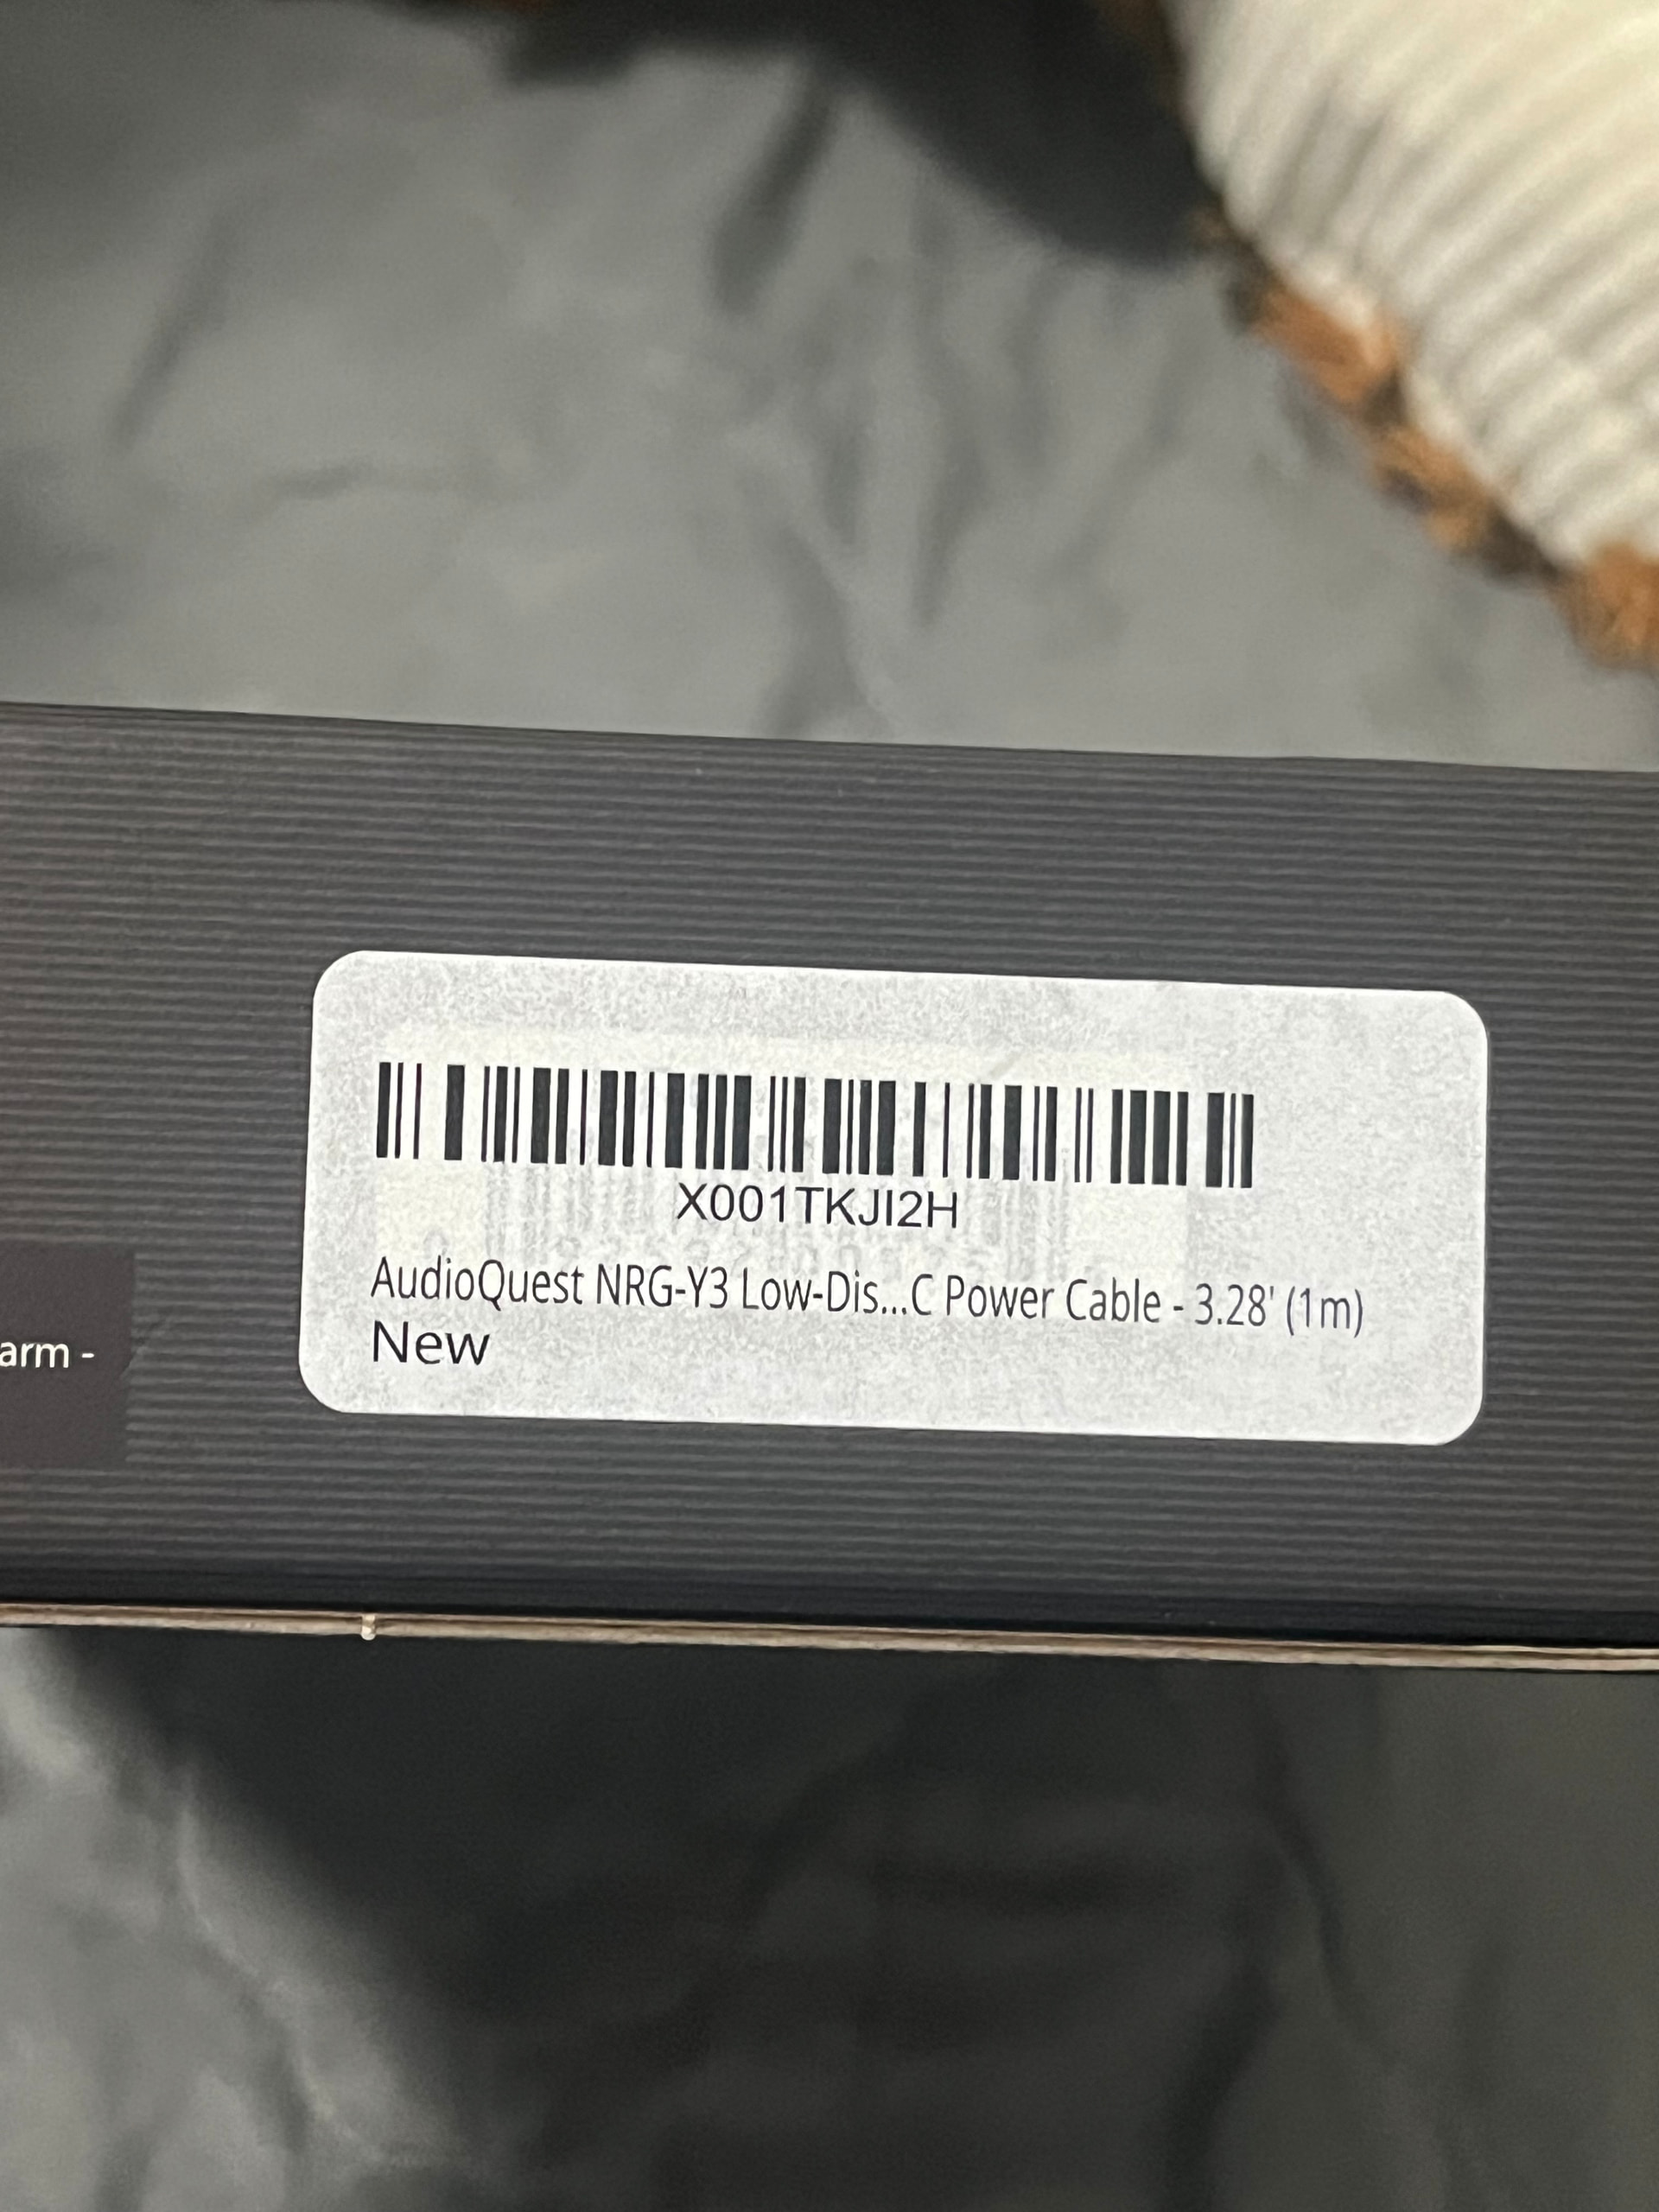 X001TKJI2H
AudioQuest NRG-Y3 Low-Dis...C Power Cable - 3.28' (1m)
New
arm -